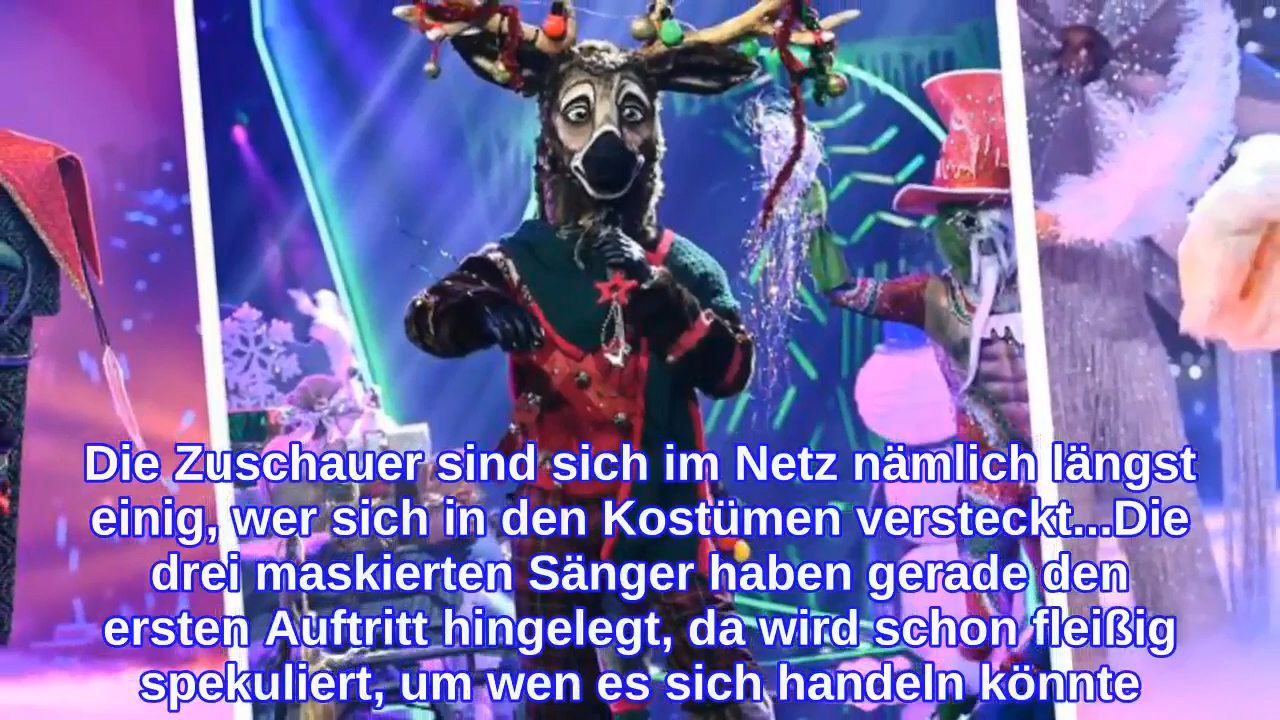 Die Zuschauer sind sich im Netz nämlich längst
einig, wer sich in den Kostümen versteckt...Die
drei maskierten Sänger haben gerade den
ersten Auftritt hingelegt, da wird schon fleißig
spekuliert, um wen es sich handeln könnte